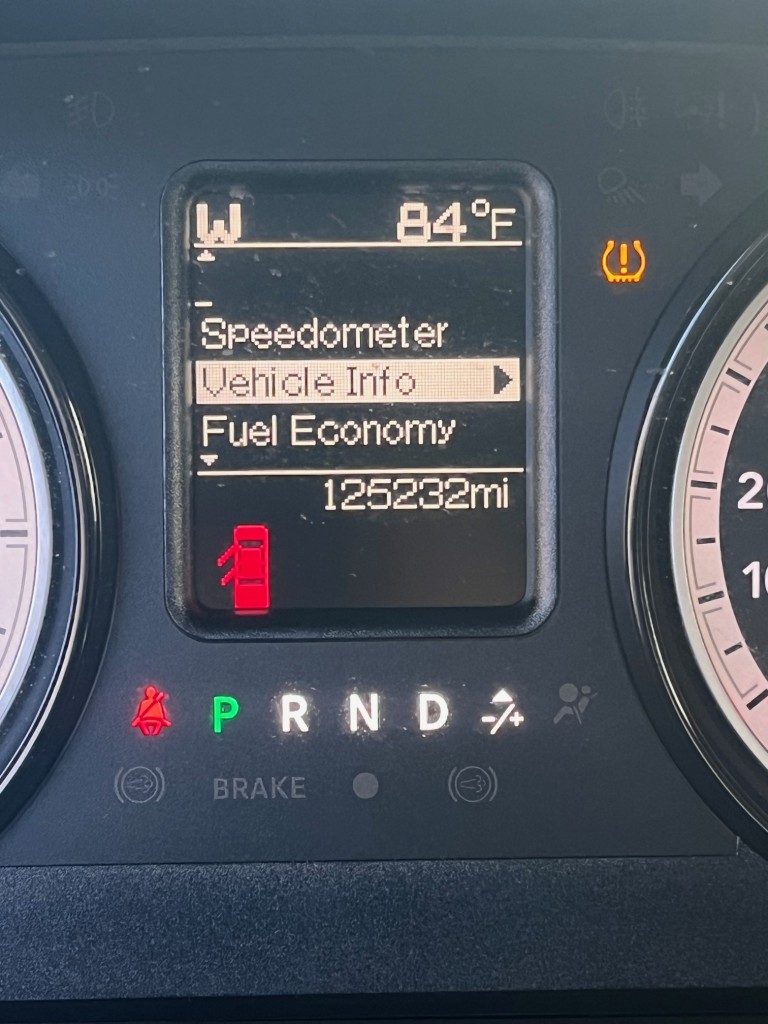 W 84°F
Speedometer
Vehicle Info
Fuel Economy
125232mi
P R N D -/+
BRAKE